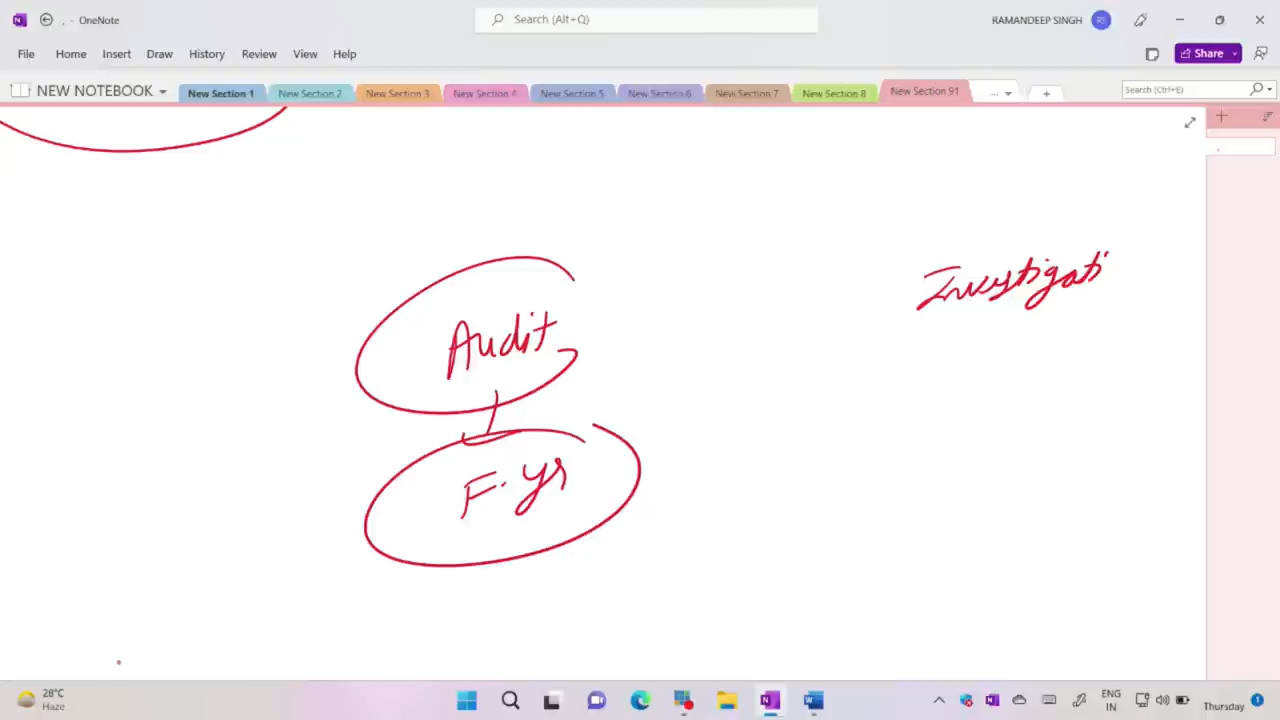 . - OneNote
Search (Alt+Q)
RAMANDEEP SINGH
RS
File Home Insert Draw History Review View Help
Share
NEW NOTEBOOK
New Section 1
New Section 2
New Section 3
New Section 4
New Section 5
New Section 6
New Section 7
New Section 8
New Section 91
...
Search (Ctrl+E)
Investigati
Audit
F. Yr
28°C
Haze
ENG
IN
Thursday